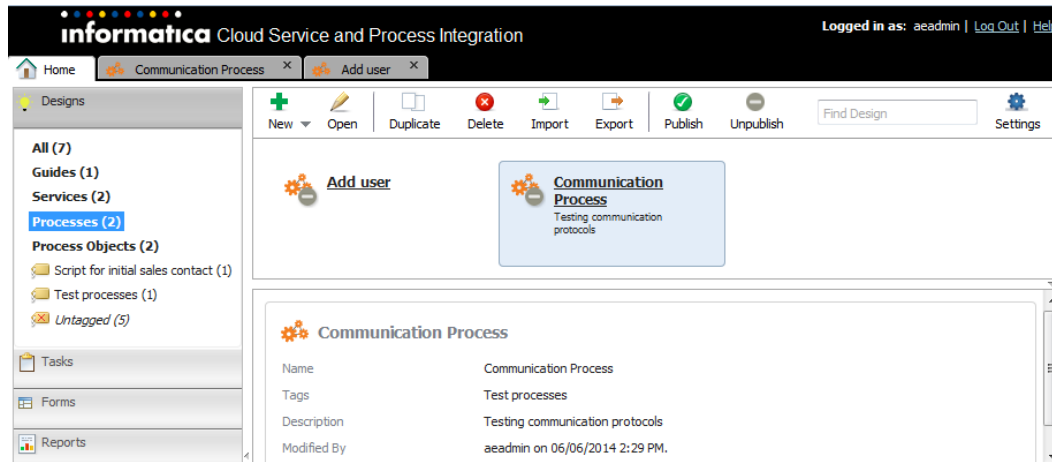 informatica Cloud Service and Process Integration
Logged in as: aeadmin | Log Out |
Home
Communication Process ×
Add user ×
Designs
All (7)
Guides (1)
Services (2)
Processes (2)
Process Objects (2)
Script for initial sales contact (1)
Test processes (1)
Untagged (5)
Tasks
Forms
Reports
New
Open
Duplicate
Delete
Import
Export
Publish
Unpublish
Find Design
Settings
Add user
Communication
Process
Testing communication
protocols
Communication Process
Name Communication Process
Tags Test processes
Description Testing communication protocols
Modified By aeadmin on 06/06/2014 2:29 PM.